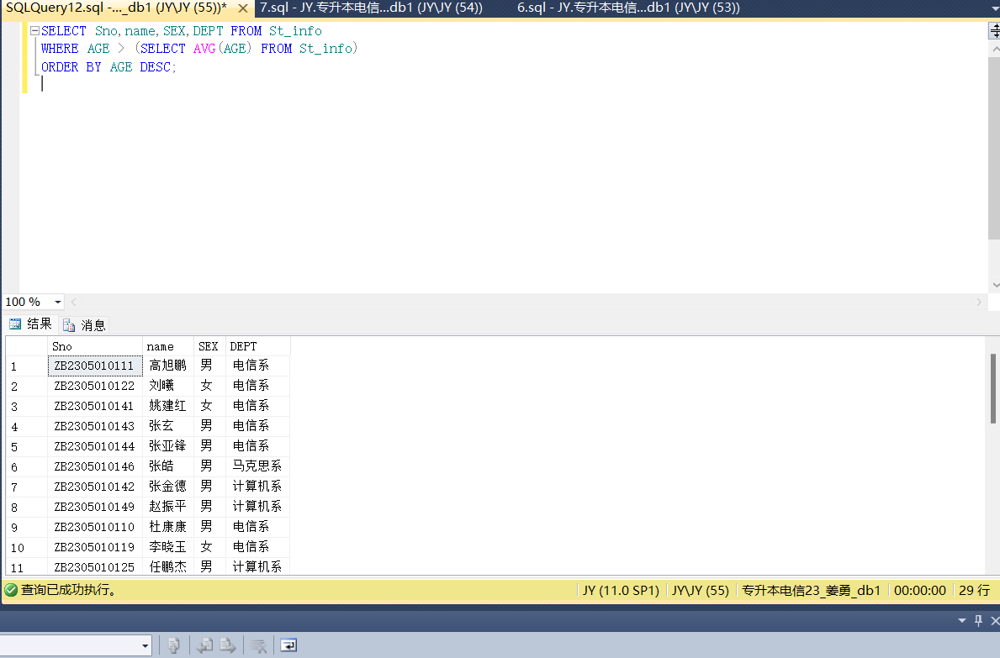 SQLQuery12.sql -..._db1 (JY\JY (55))* 7.sql - JY.专升本电信...db1 (JY\JY (54)) 6.sql - JY.专升本电信...db1 (JY\JY (53))
SELECT Sno,name,SEX,DEPT FROM St_info
WHERE AGE > (SELECT AVG(AGE) FROM St_info)
ORDER BY AGE DESC;
100 %
结果 消息
Sno name SEX DEPT
1 ZB2305010111 高旭鹏 男 电信系
2 ZB2305010122 刘曦 女 电信系
3 ZB2305010141 姚建红 女 电信系
4 ZB2305010143 张玄 男 电信系
5 ZB2305010144 张亚锋 男 电信系
6 ZB2305010146 张皓 男 马克思系
7 ZB2305010142 张金德 男 计算机系
8 ZB2305010149 赵振平 男 计算机系
9 ZB2305010110 杜康康 男 电信系
10 ZB2305010119 李晓玉 女 电信系
11 ZB2305010125 任鹏杰 男 计算机系
查询已成功执行。 JY (11.0 SP1) JY\JY (55) 专升本电信23_姜勇_db1 00:00:00 29 行